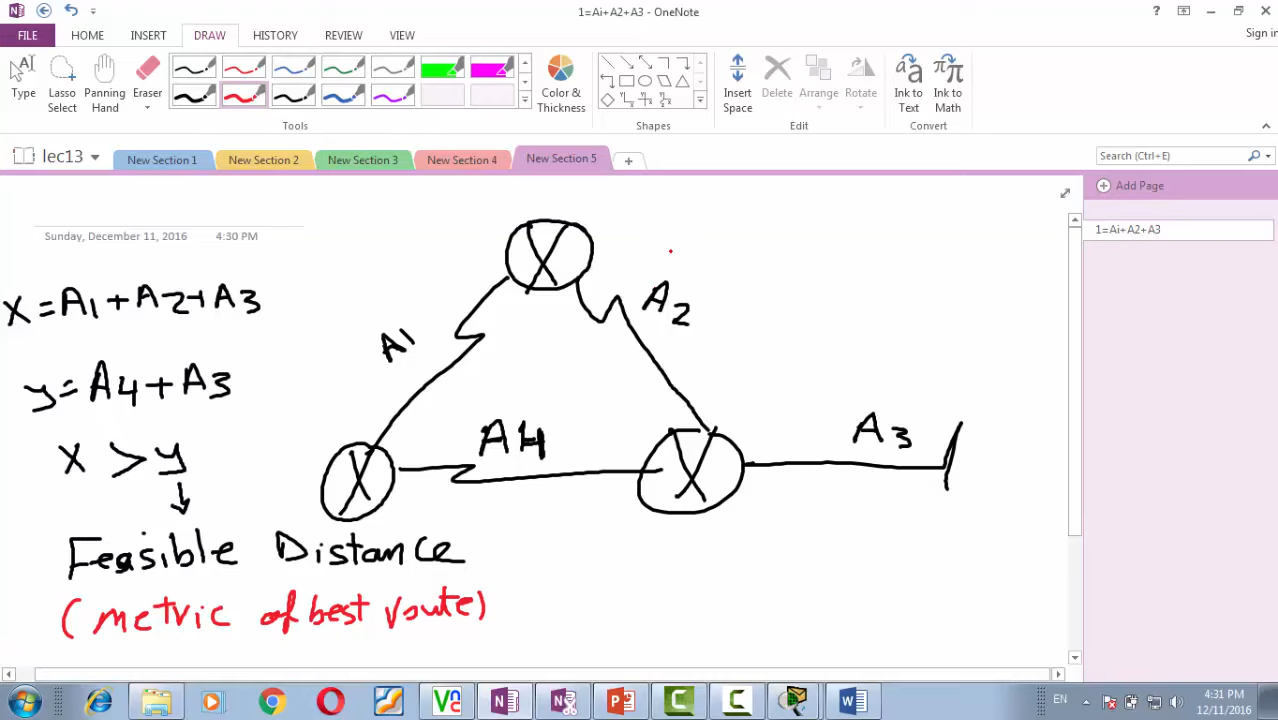 1=Ai+A2+A3 - OneNote
Sign in
FILE HOME INSERT DRAW HISTORY REVIEW VIEW
Type Lasso Select Panning Hand Eraser Color & Thickness Insert Space Delete Arrange Rotate Ink to Text Ink to Math
Tools Shapes Edit Convert
lec13 New Section 1 New Section 2 New Section 3 New Section 4 New Section 5 Search (Ctrl+E)
Add Page
1=Ai+A2+A3
Sunday, December 11, 2016 4:30 PM
X=A1+A2+A3
y=A4+A3
X>y
Feasible Distance
(metric of best route)
A1
A2
A4
A3
EN
4:31 PM
12/11/2016